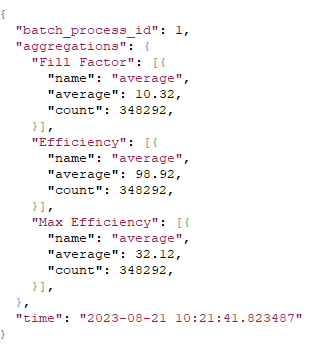 {
  "batch_process_id": 1,
  "aggregations": {
    "Fill Factor": [{
      "name": "average",
      "average": 10.32,
      "count": 348292,
    }],
    "Efficiency": [{
      "name": "average",
      "average": 98.92,
      "count": 348292,
    }],
    "Max Efficiency": [{
      "name": "average",
      "average": 32.12,
      "count": 348292,
    }],
  },
  "time": "2023-08-21 10:21:41.823487"
}